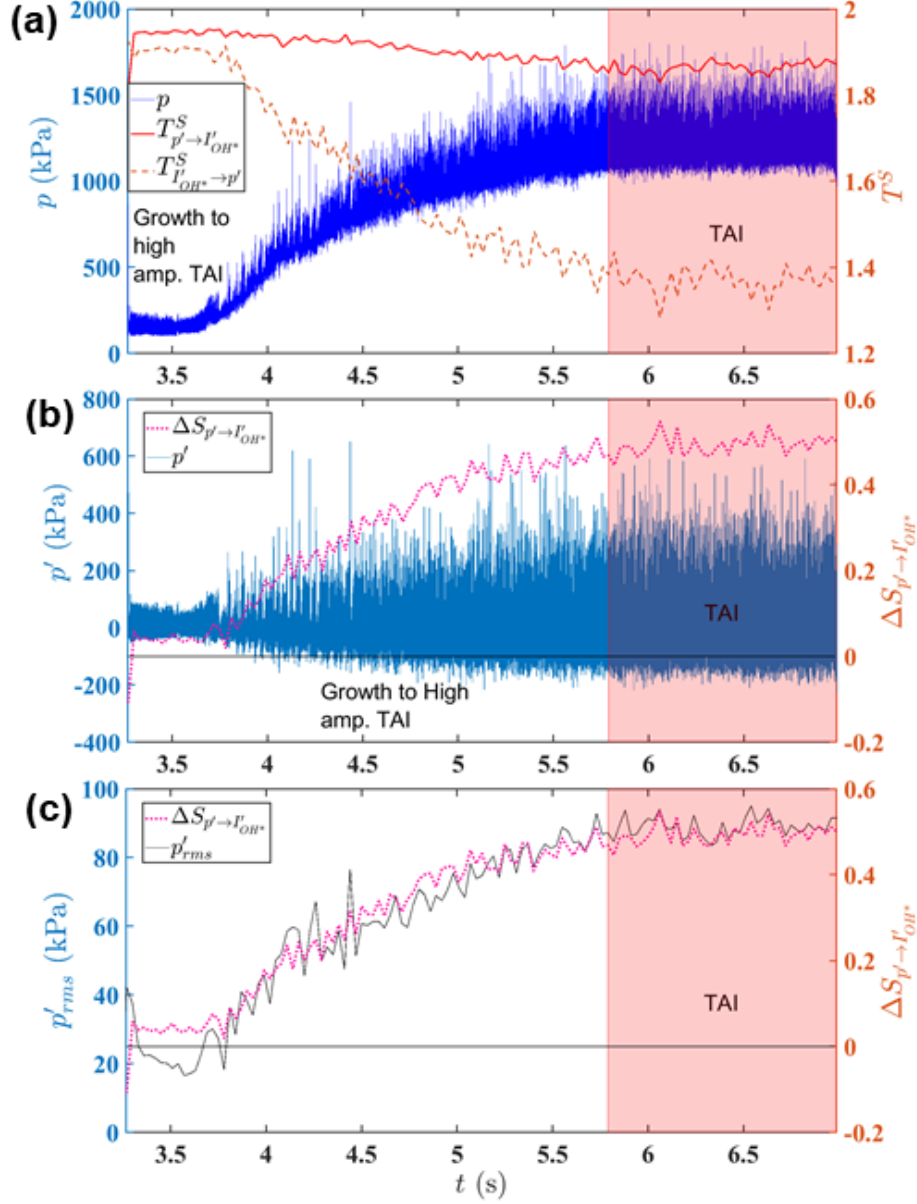 (a)
2000
1500
1000
500
0
p (kPa)
p
T^S_{p'→I'_{OH*}}
T^S_{I'_{OH*}→p'}
Growth to
high
amp. TAI
TAI
2
1.8
1.6
1.4
1.2
T^S
3.5 4 4.5 5 5.5 6 6.5
(b)
800
600
400
200
0
-200
-400
p' (kPa)
ΔS_{p'→I'_{OH*}}
p'
TAI
Growth to High
amp. TAI
0.6
0.4
0.2
0
-0.2
ΔS_{p'→I'_{OH*}}
3.5 4 4.5 5 5.5 6 6.5
(c)
100
80
60
40
20
0
p'_{rms} (kPa)
ΔS_{p'→I'_{OH*}}
p'_{rms}
TAI
0.6
0.4
0.2
0
-0.2
ΔS_{p'→I'_{OH*}}
3.5 4 4.5 5 5.5 6 6.5
t (s)